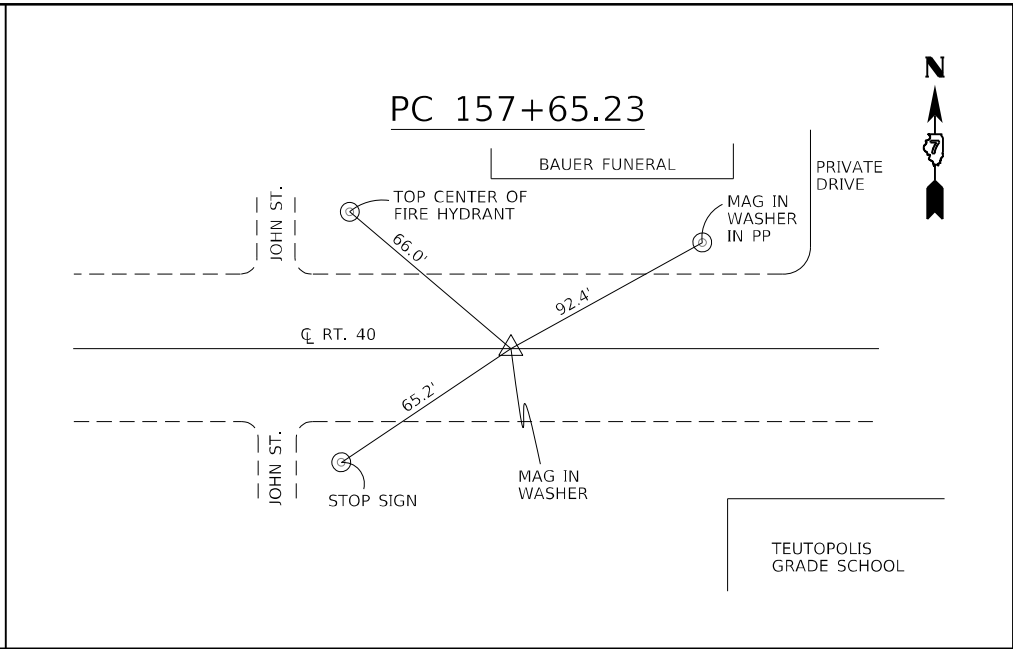 N
PC 157+65.23
7
BAUER FUNERAL
PRIVATE
DRIVE
JOHN ST.
TOP CENTER OF
FIRE HYDRANT
MAG IN
WASHER
IN PP
66.0'
92.4'
℄ RT. 40
65.2'
JOHN ST.
STOP SIGN
MAG IN
WASHER
TEUTOPOLIS
GRADE SCHOOL